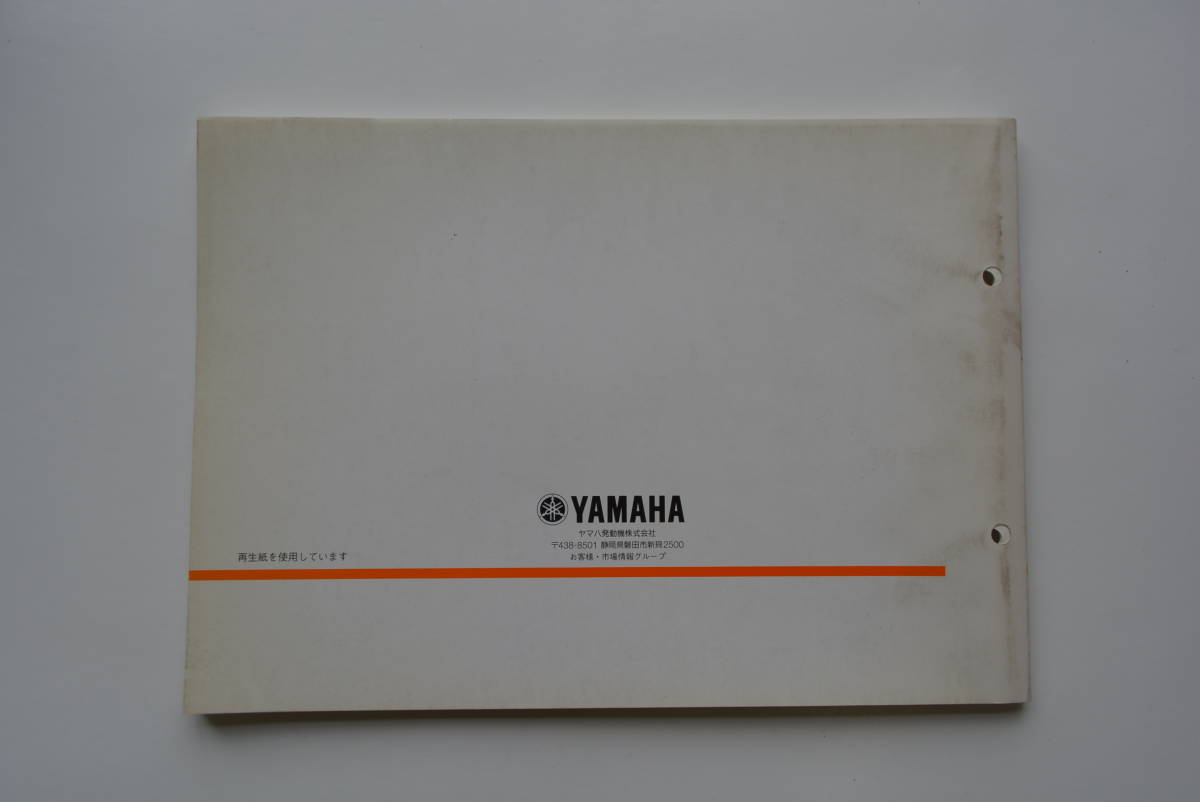 YAMAHA
ヤマハ発動機株式会社
〒438-8501 静岡県磐田市新貝2500
お客様・市場情報グループ
再生紙を使用しています